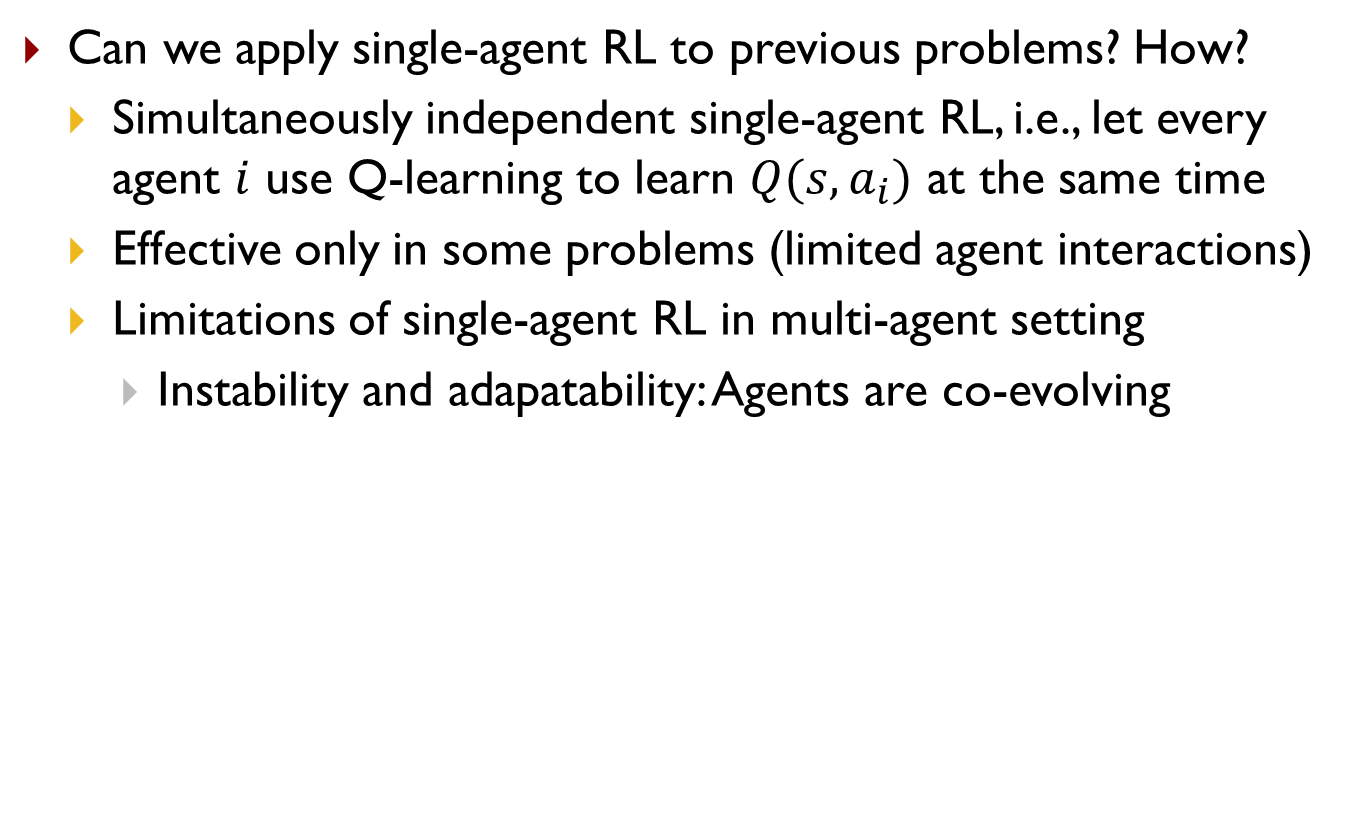 Can we apply single-agent RL to previous problems? How?
Simultaneously independent single-agent RL, i.e., let every
agent i use Q-learning to learn Q(s, aᵢ) at the same time
Effective only in some problems (limited agent interactions)
Limitations of single-agent RL in multi-agent setting
Instability and adapatability: Agents are co-evolving